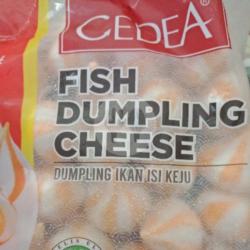 CEDEA®
FISH
DUMPLING
CHEESE
DUMPLING IKAN ISI KEJU